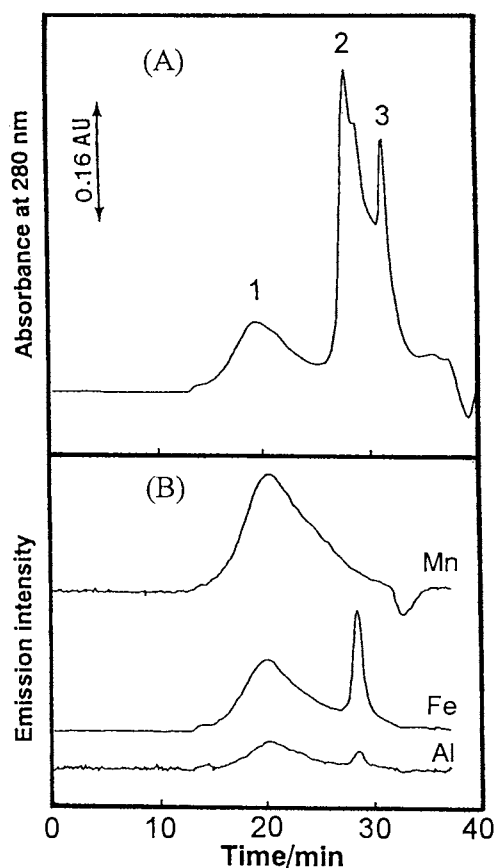 (A)
2
3
0.16 AU
1
Absorbance at 280 nm
(B)
Mn
Fe
Al
Emission intensity
0 10 20 30 40
Time/min